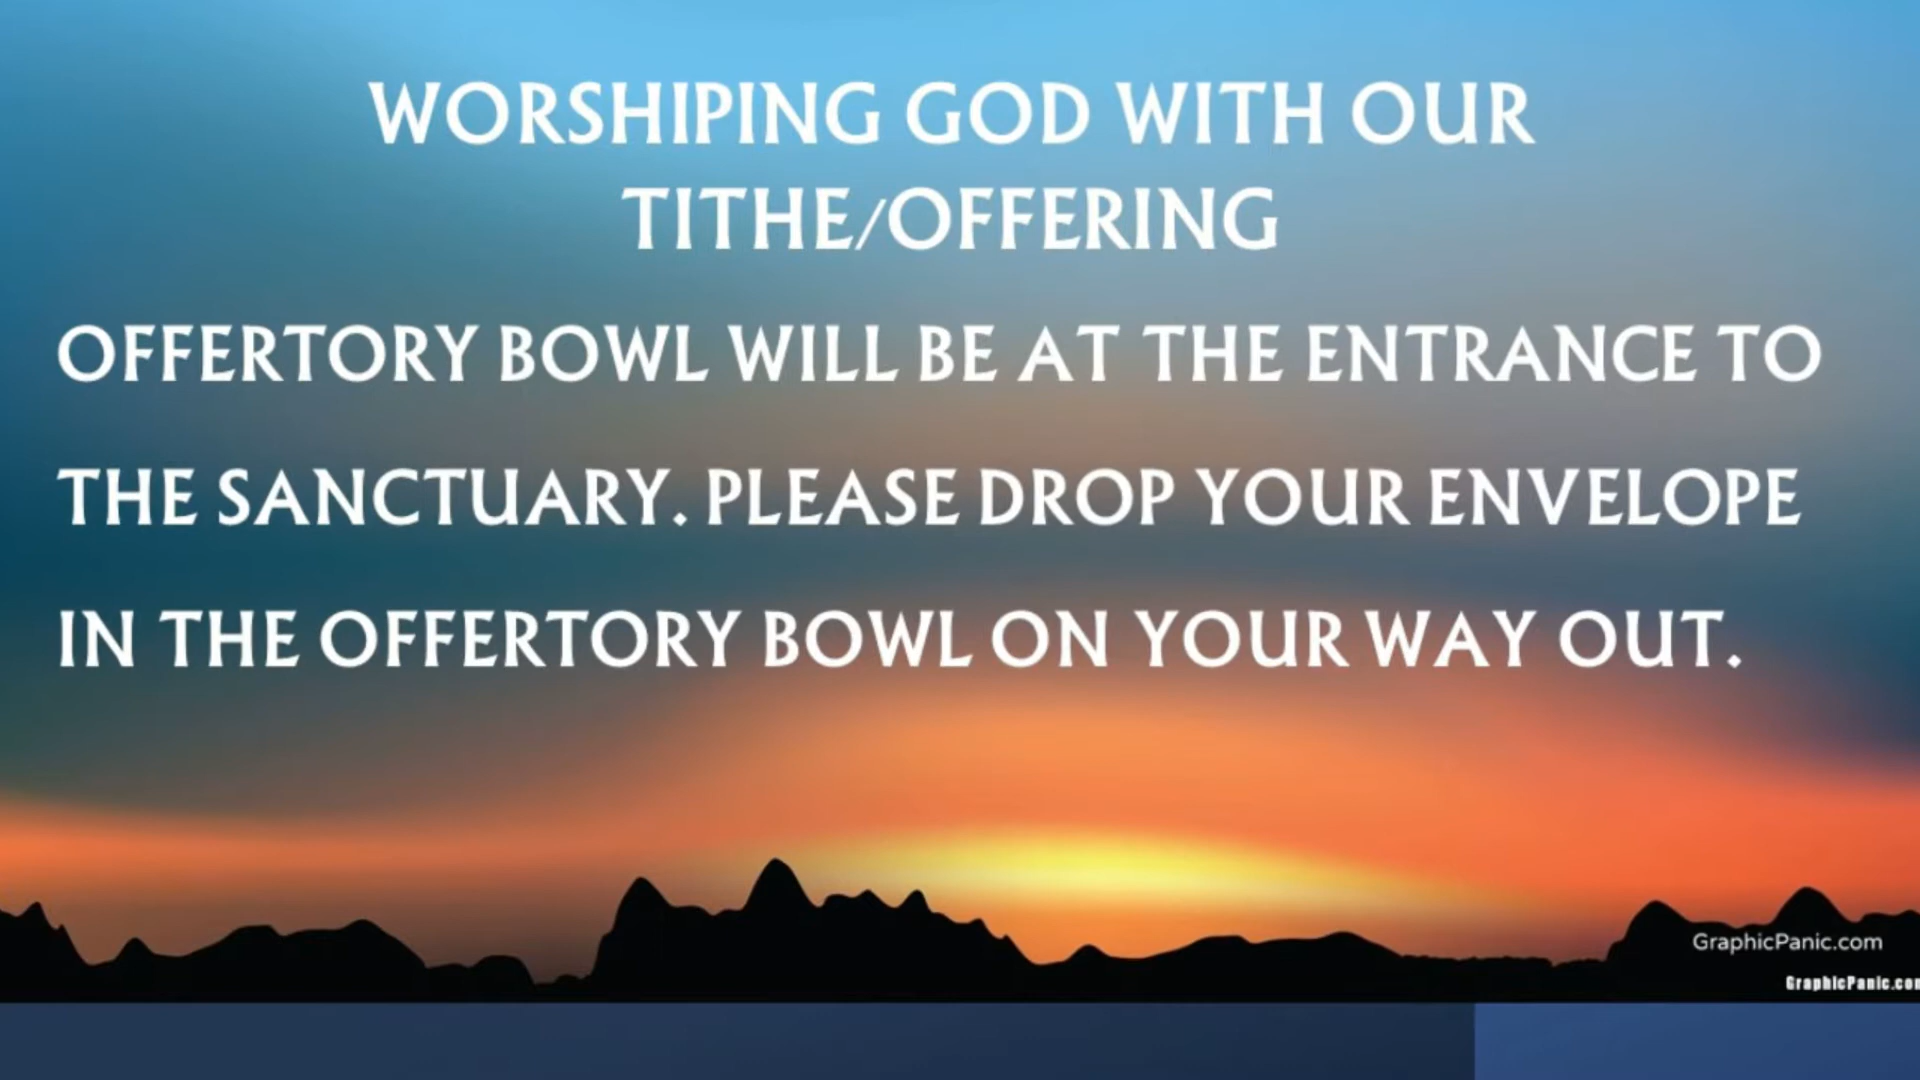 WORSHIPING GOD WITH OUR
TITHE/OFFERING
OFFERTORY BOWL WILL BE AT THE ENTRANCE TO
THE SANCTUARY. PLEASE DROP YOUR ENVELOPE
IN THE OFFERTORY BOWL ON YOUR WAY OUT.
GraphicPanic.com
GraphicPanic.com